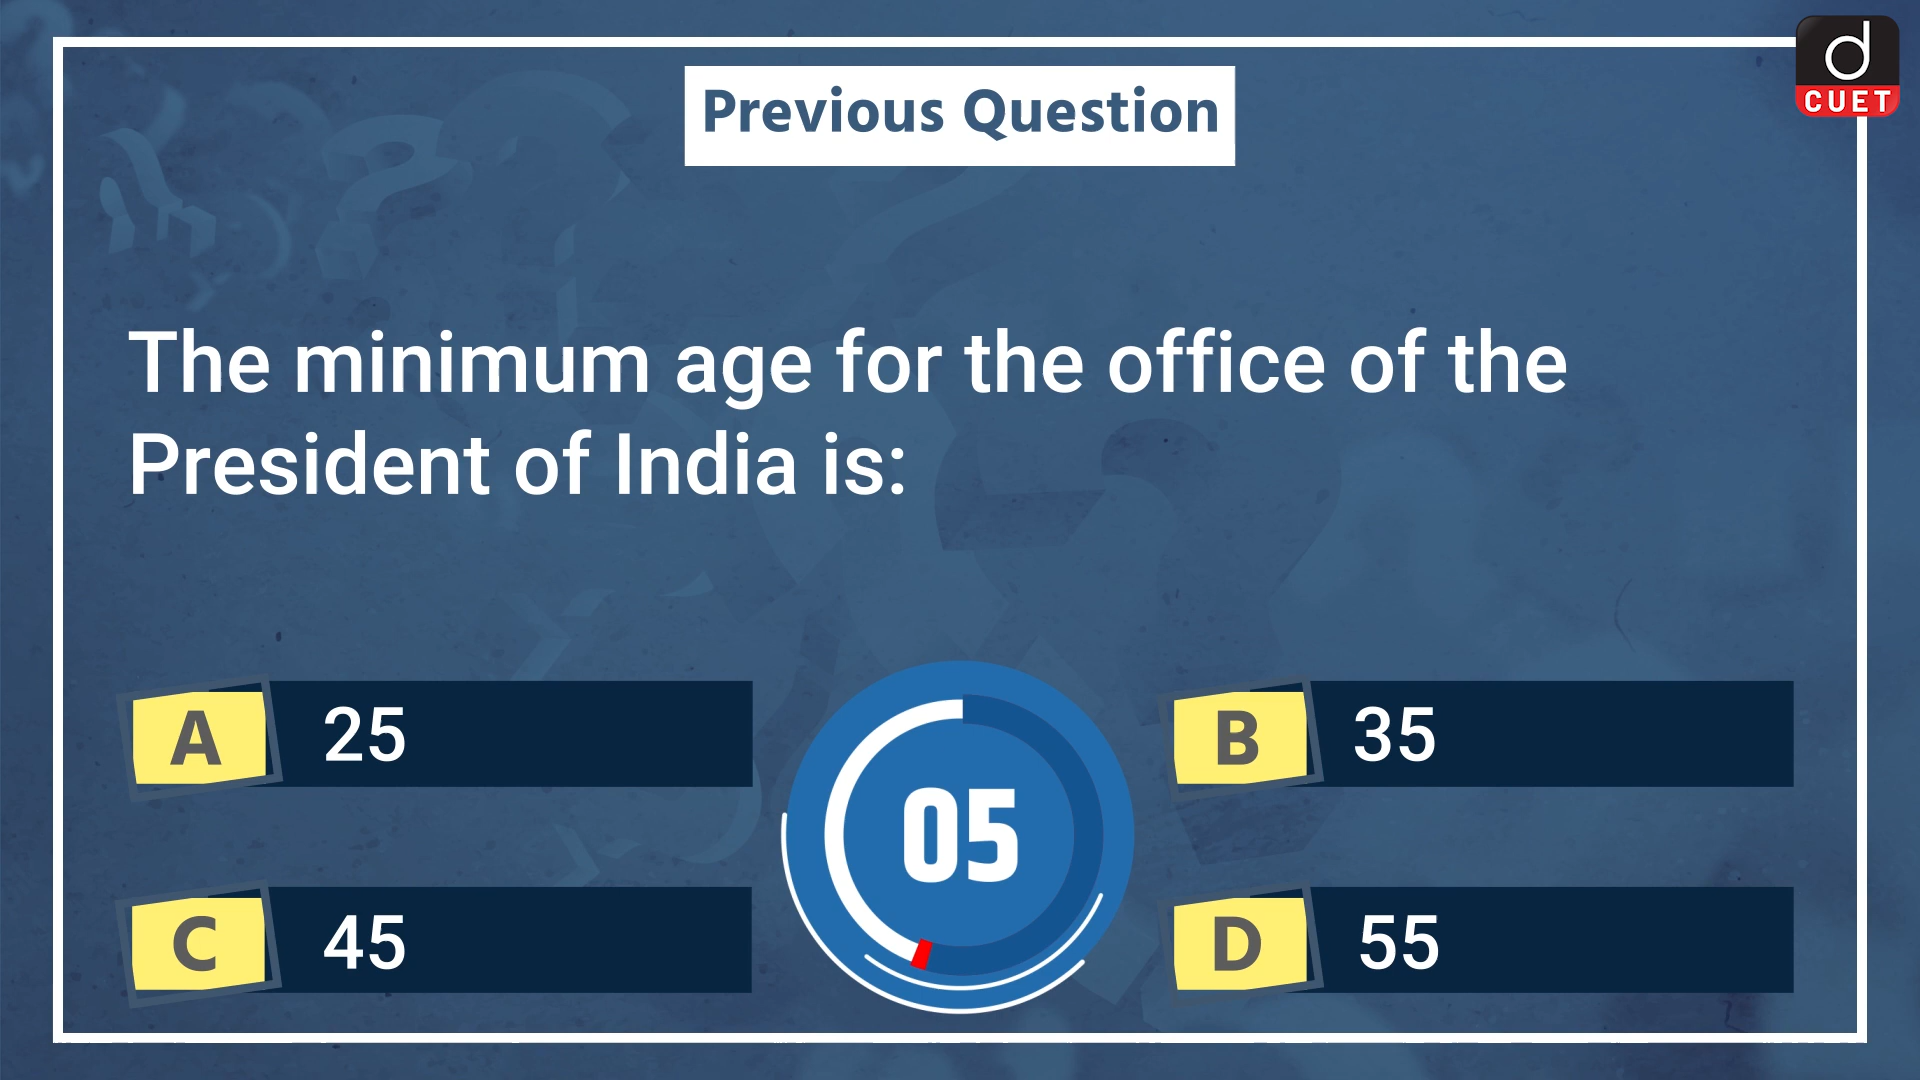 d
CUET
Previous Question
The minimum age for the office of the
President of India is:
A 25
B 35
05
C 45
D 55